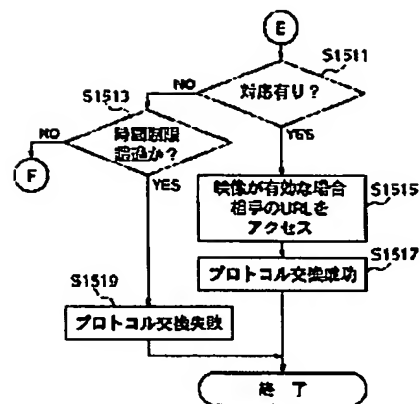 E
S1511
対応有り？
NO
YES
S1513
時間制限
超過か？
NO
YES
F
S1515
映像が有効な場合
相手のURLを
アクセス
S1517
プロトコル交換成功
S1519
プロトコル交換失敗
終 了